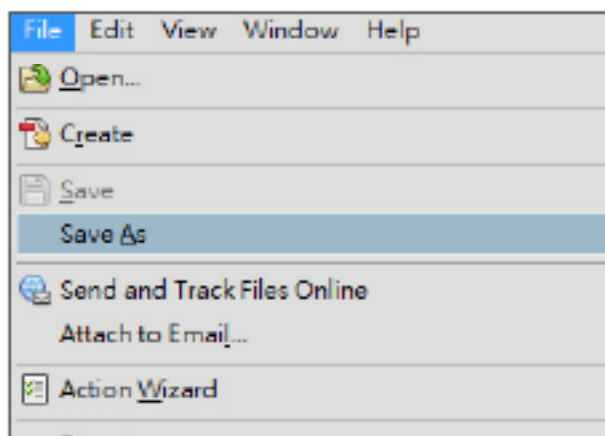 File Edit View Window Help
Open...
Create
Save
Save As
Send and Track Files Online
Attach to Email...
Action Wizard